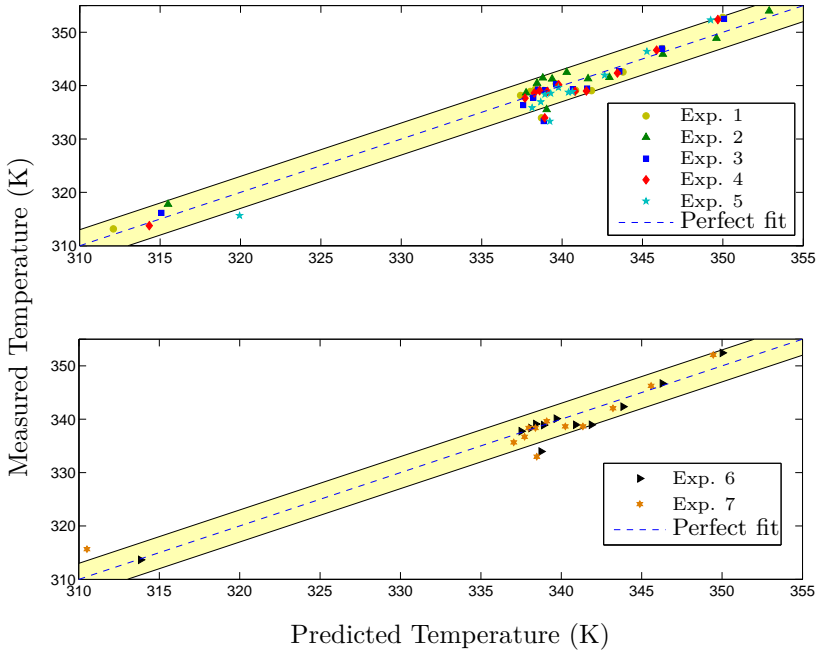 Measured Temperature (K)
350
340
330
320
310
310 315 320 325 330 335 340 345 350 355
Exp. 1
Exp. 2
Exp. 3
Exp. 4
Exp. 5
Perfect fit
350
340
330
320
310
310 315 320 325 330 335 340 345 350 355
Exp. 6
Exp. 7
Perfect fit
Predicted Temperature (K)